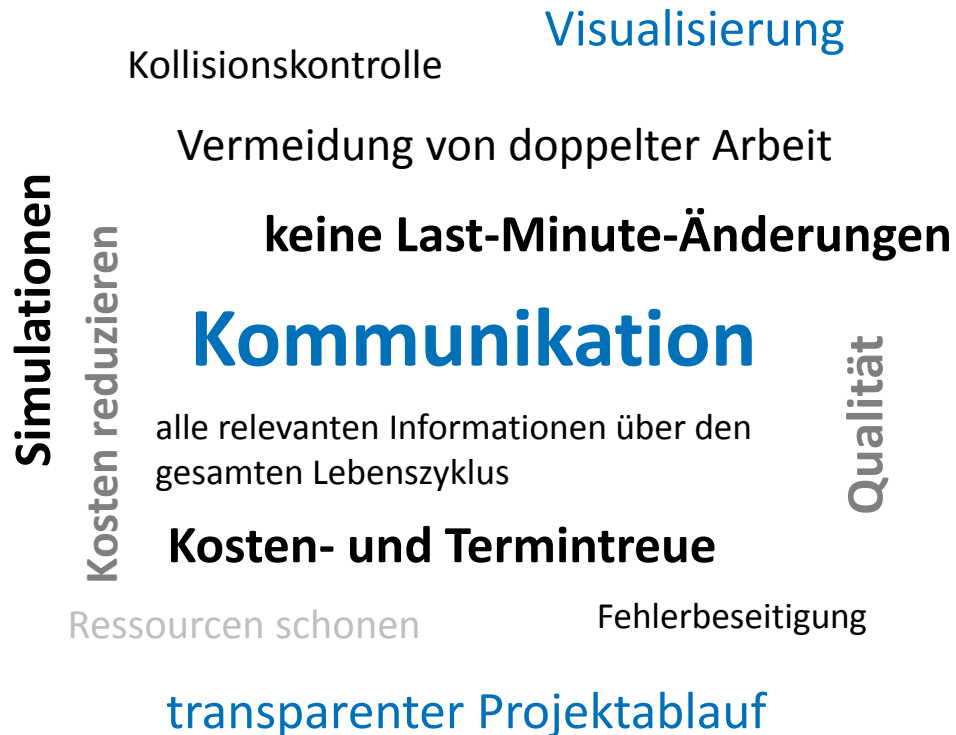 Visualisierung
Kollisionskontrolle
Vermeidung von doppelter Arbeit
Simulationen
Kosten reduzieren
keine Last-Minute-Änderungen
Kommunikation
Qualität
alle relevanten Informationen über den
gesamten Lebenszyklus
Kosten- und Termintreue
Ressourcen schonen
Fehlerbeseitigung
transparenter Projektablauf